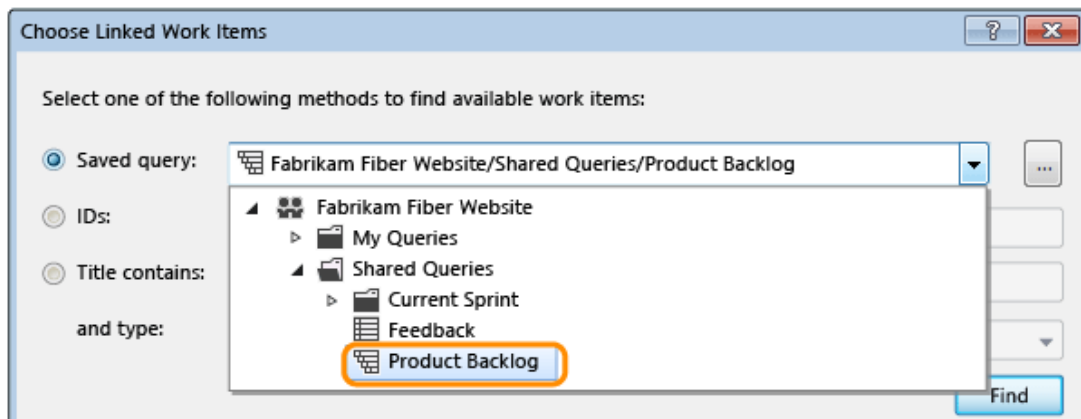 Choose Linked Work Items
?
Select one of the following methods to find available work items:
Saved query:
Fabrikam Fiber Website/Shared Queries/Product Backlog
...
IDs:
Fabrikam Fiber Website
My Queries
Title contains:
Shared Queries
Current Sprint
and type:
Feedback
Product Backlog
Find